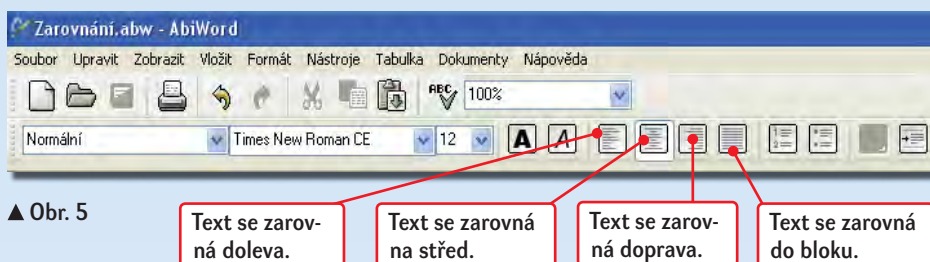 Zarovnání.abw - AbiWord
Soubor Upravit Zobrazit Vložit Formát Nástroje Tabulka Dokumenty Nápověda
ABC 100%
Normální Times New Roman CE 12 A A
▲ Obr. 5
Text se zarov-
ná doleva.
Text se zarovná
na střed.
Text se zarov-
ná doprava.
Text se zarovná
do bloku.